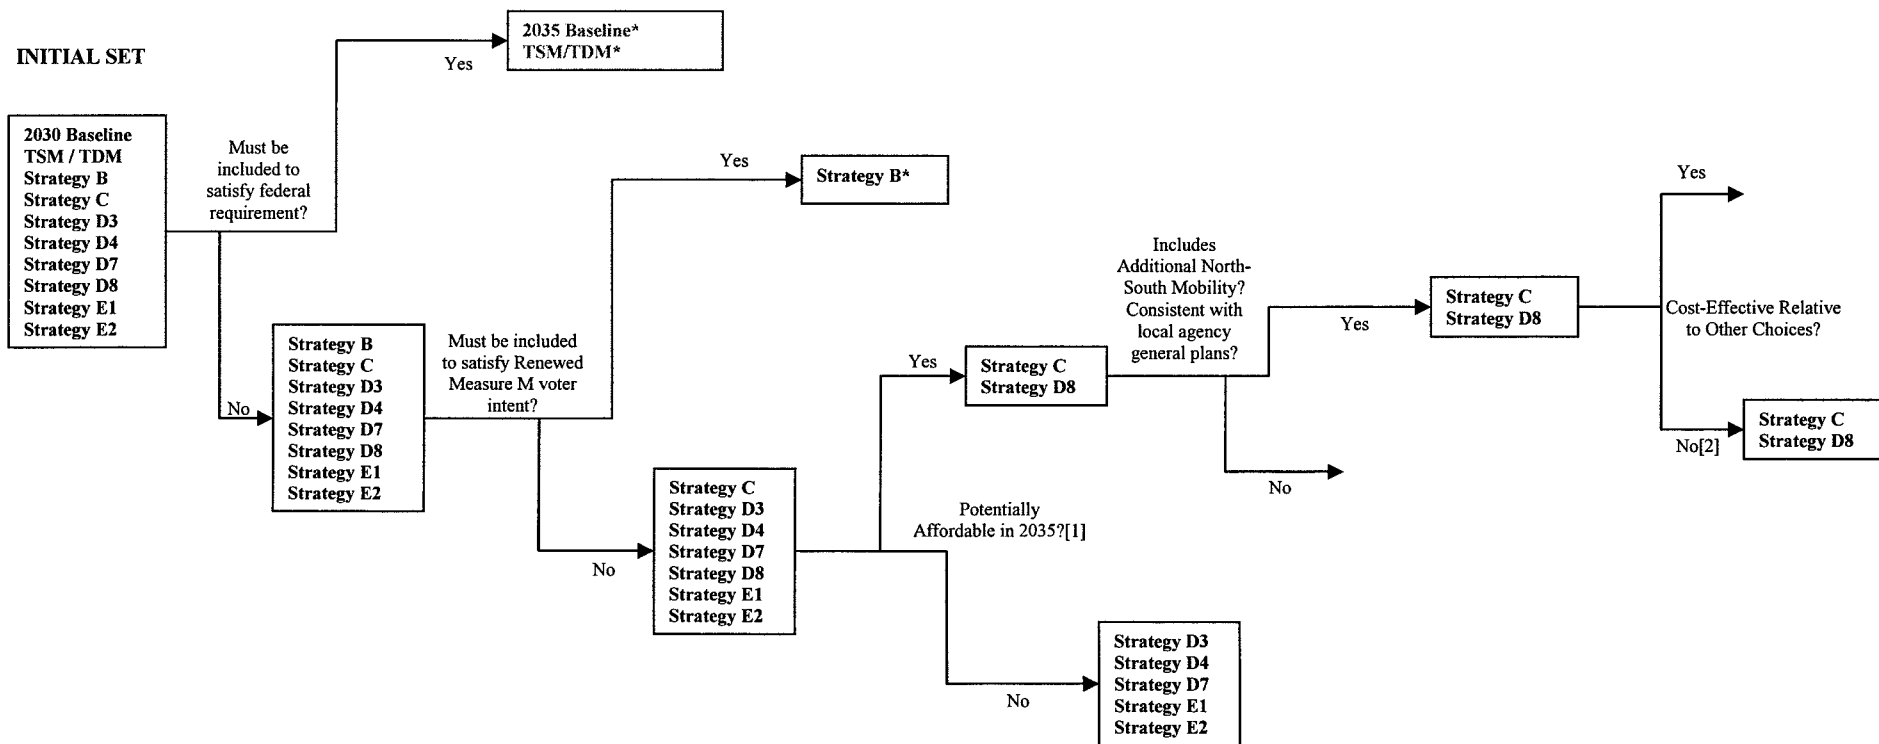 INITIAL SET
2030 Baseline
TSM / TDM
Strategy B
Strategy C
Strategy D3
Strategy D4
Strategy D7
Strategy D8
Strategy E1
Strategy E2
Must be
included to
satisfy federal
requirement?
Yes
2035 Baseline*
TSM/TDM*
No
Strategy B
Strategy C
Strategy D3
Strategy D4
Strategy D7
Strategy D8
Strategy E1
Strategy E2
Must be included
to satisfy Renewed
Measure M voter
intent?
Yes
Strategy B*
No
Strategy C
Strategy D3
Strategy D4
Strategy D7
Strategy D8
Strategy E1
Strategy E2
Potentially
Affordable in 2035?[1]
Yes
Strategy C
Strategy D8
No
Strategy D3
Strategy D4
Strategy D7
Strategy E1
Strategy E2
Includes
Additional North-
South Mobility?
Consistent with
local agency
general plans?
Yes
Strategy C
Strategy D8
No
Cost-Effective Relative
to Other Choices?
Yes
No[2]
Strategy C
Strategy D8